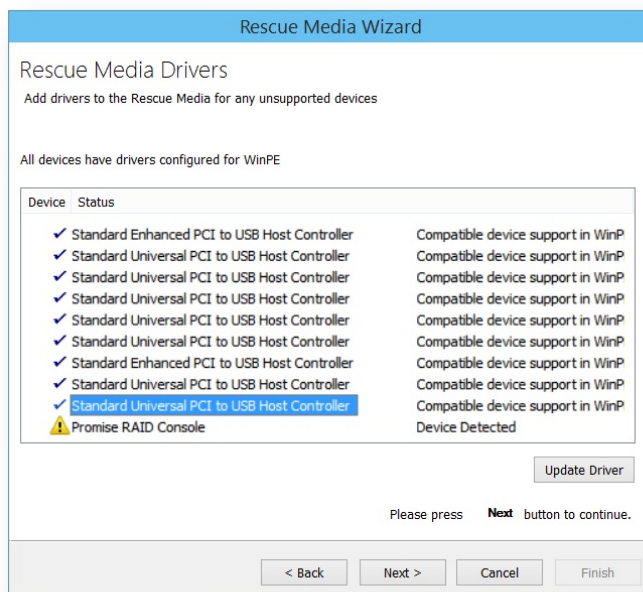 Rescue Media Wizard
Rescue Media Drivers
Add drivers to the Rescue Media for any unsupported devices
All devices have drivers configured for WinPE
Device Status
Standard Enhanced PCI to USB Host Controller Compatible device support in WinP
Standard Universal PCI to USB Host Controller Compatible device support in WinP
Standard Universal PCI to USB Host Controller Compatible device support in WinP
Standard Universal PCI to USB Host Controller Compatible device support in WinP
Standard Universal PCI to USB Host Controller Compatible device support in WinP
Standard Universal PCI to USB Host Controller Compatible device support in WinP
Standard Enhanced PCI to USB Host Controller Compatible device support in WinP
Standard Universal PCI to USB Host Controller Compatible device support in WinP
Standard Universal PCI to USB Host Controller Compatible device support in WinP
Promise RAID Console Device Detected
Update Driver
Please press Next button to continue.
< Back Next > Cancel Finish